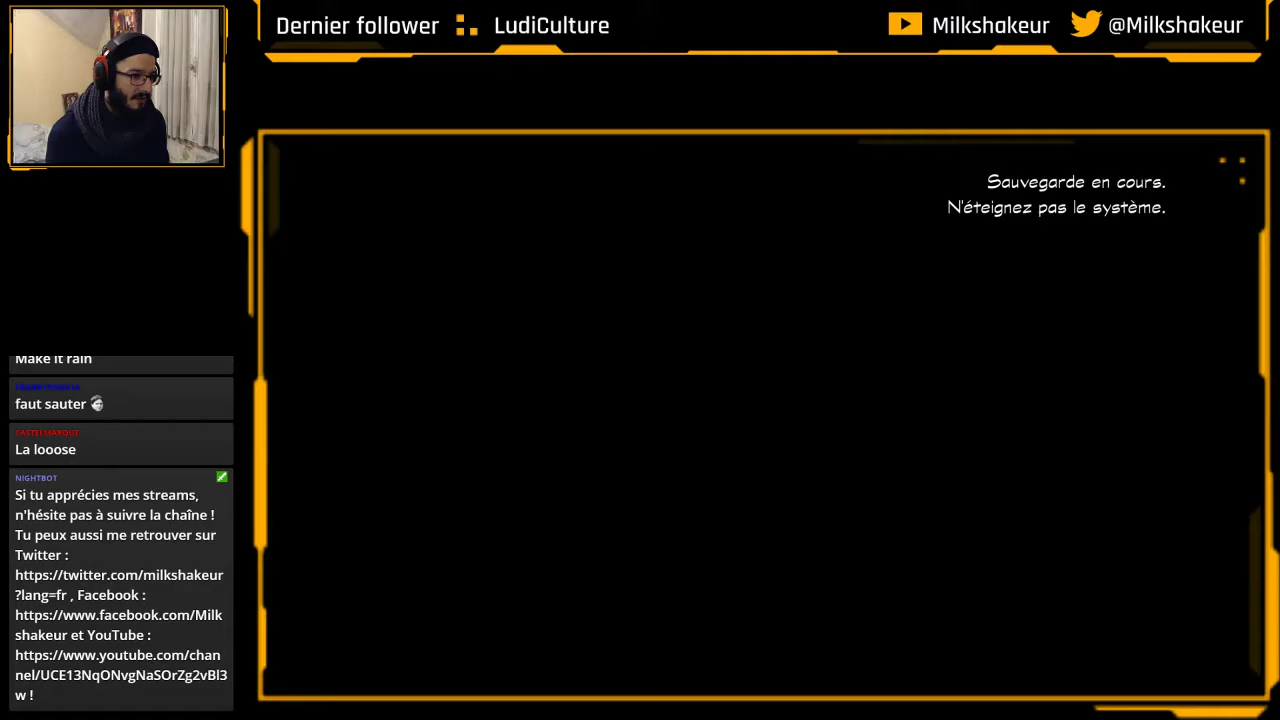 Dernier follower LudiCulture Milkshakeur @Milkshakeur
Sauvegarde en cours.
N'éteignez pas le système.
Make it rain
faut sauter
CASTELMARQUE
La looose
NIGHTBOT
Si tu apprécies mes streams,
n'hésite pas à suivre la chaîne !
Tu peux aussi me retrouver sur
Twitter :
https://twitter.com/milkshakeur
?lang=fr , Facebook :
https://www.facebook.com/Milk
shakeur et YouTube :
https://www.youtube.com/chan
nel/UCE13NqONvgNaSOrZg2vBl3
w !